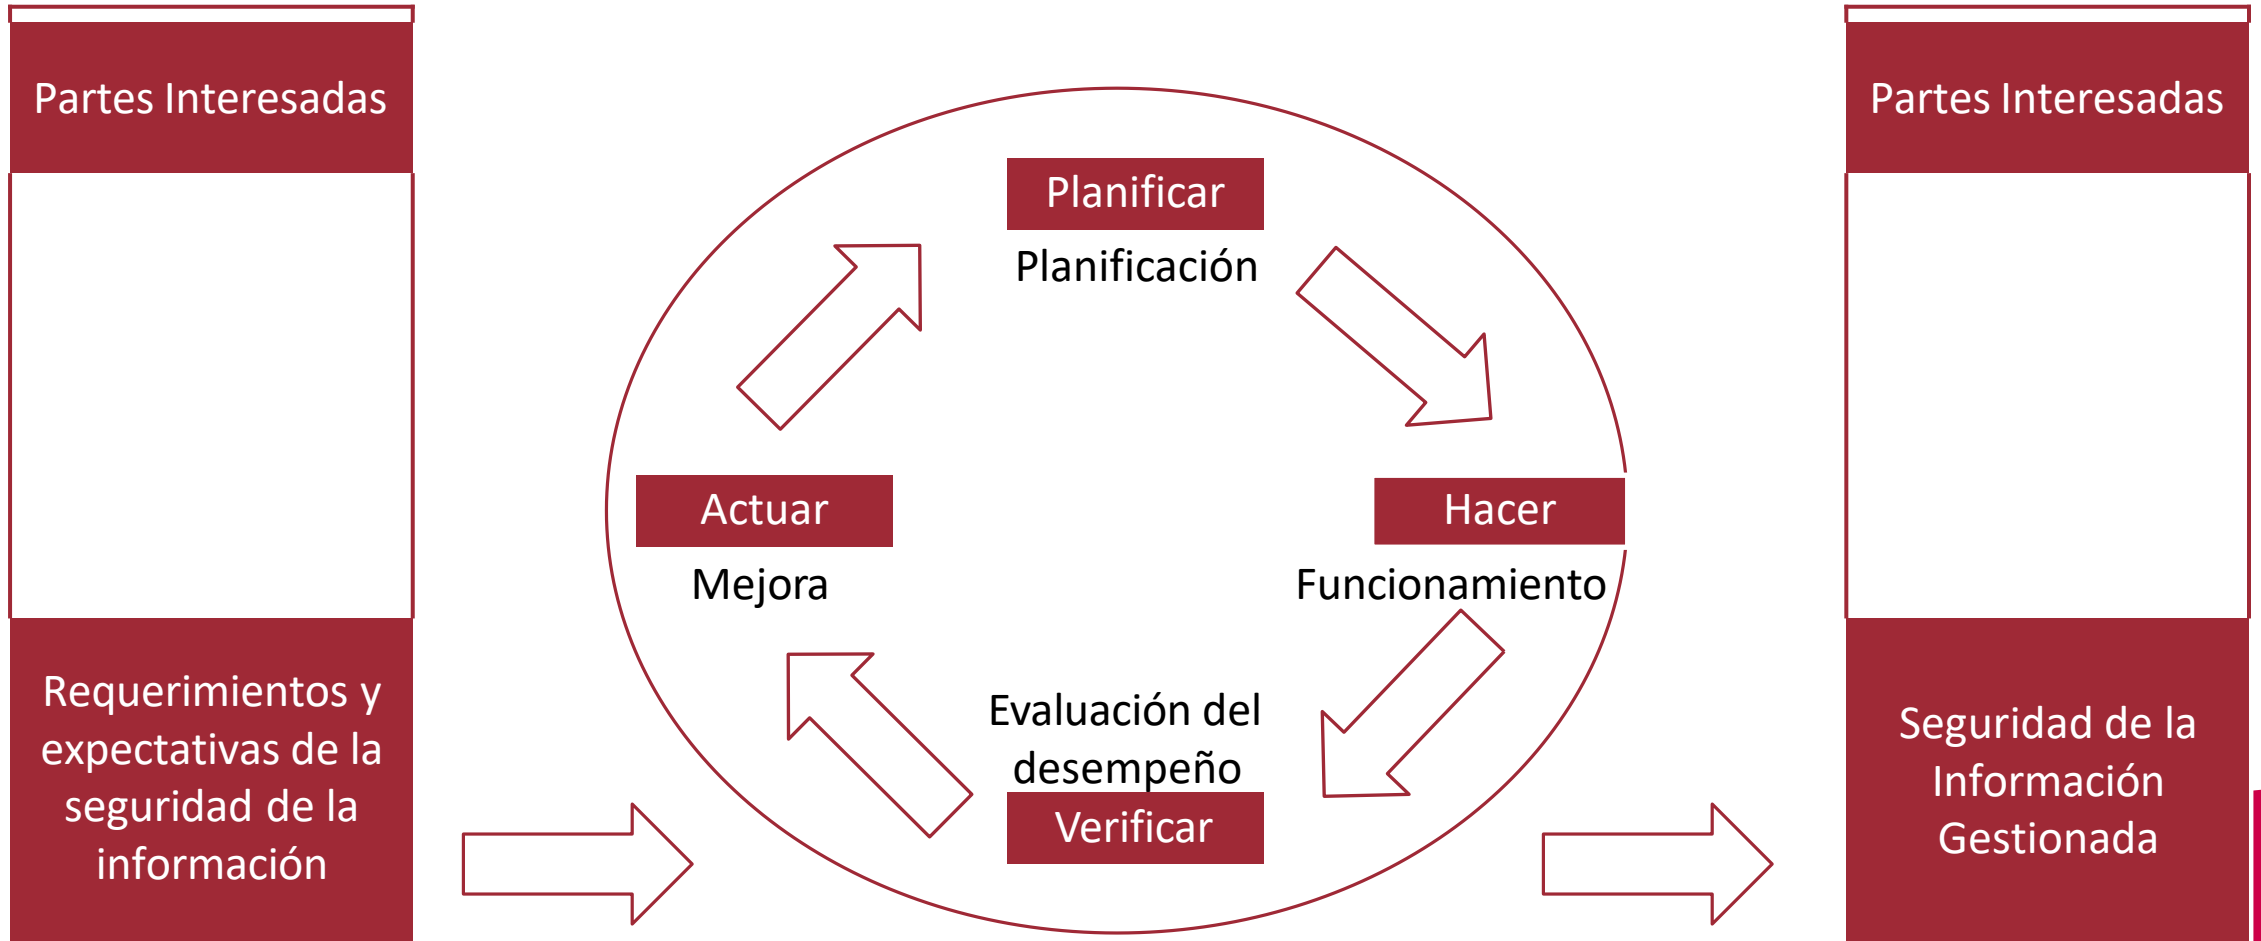 Partes Interesadas
Requerimientos y
expectativas de la
seguridad de la
información
Planificar
Planificación
Actuar
Mejora
Hacer
Funcionamiento
Evaluación del
desempeño
Verificar
Partes Interesadas
Seguridad de la
Información
Gestionada